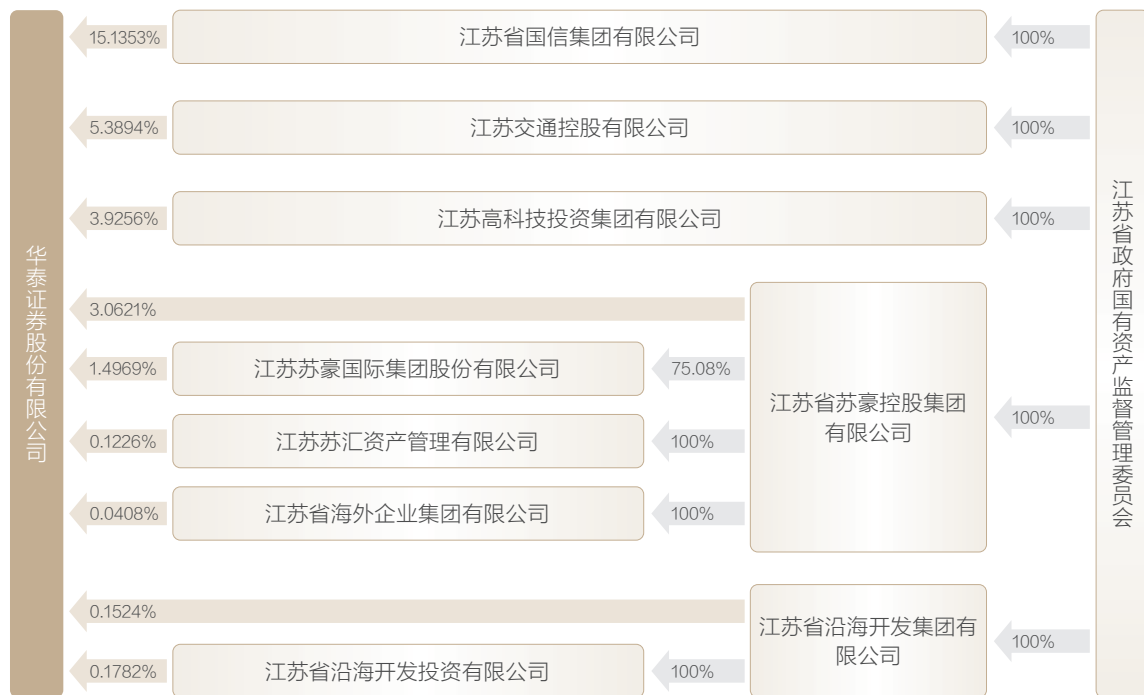 华泰证券股份有限公司
15.1353%
江苏省国信集团有限公司
100%
5.3894%
江苏交通控股有限公司
100%
3.9256%
江苏高科技投资集团有限公司
100%
江苏省政府国有资产监督管理委员会
3.0621%
1.4969%
江苏苏豪国际集团股份有限公司
75.08%
江苏省苏豪控股集团
有限公司
100%
0.1226%
江苏苏汇资产管理有限公司
100%
0.0408%
江苏省海外企业集团有限公司
100%
0.1524%
江苏省沿海开发集团有
限公司
100%
0.1782%
江苏省沿海开发投资有限公司
100%